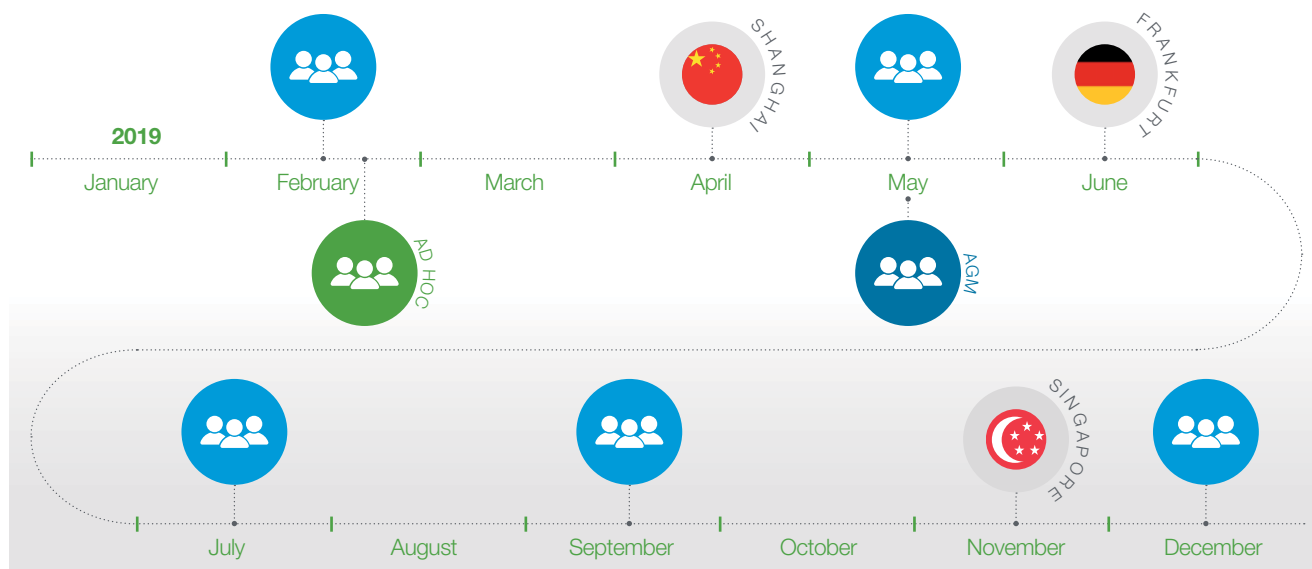 SHANGHAI
FRANKFURT
2019
January
February
March
April
May
June
AD HOC
AGM
SINGAPORE
July
August
September
October
November
December